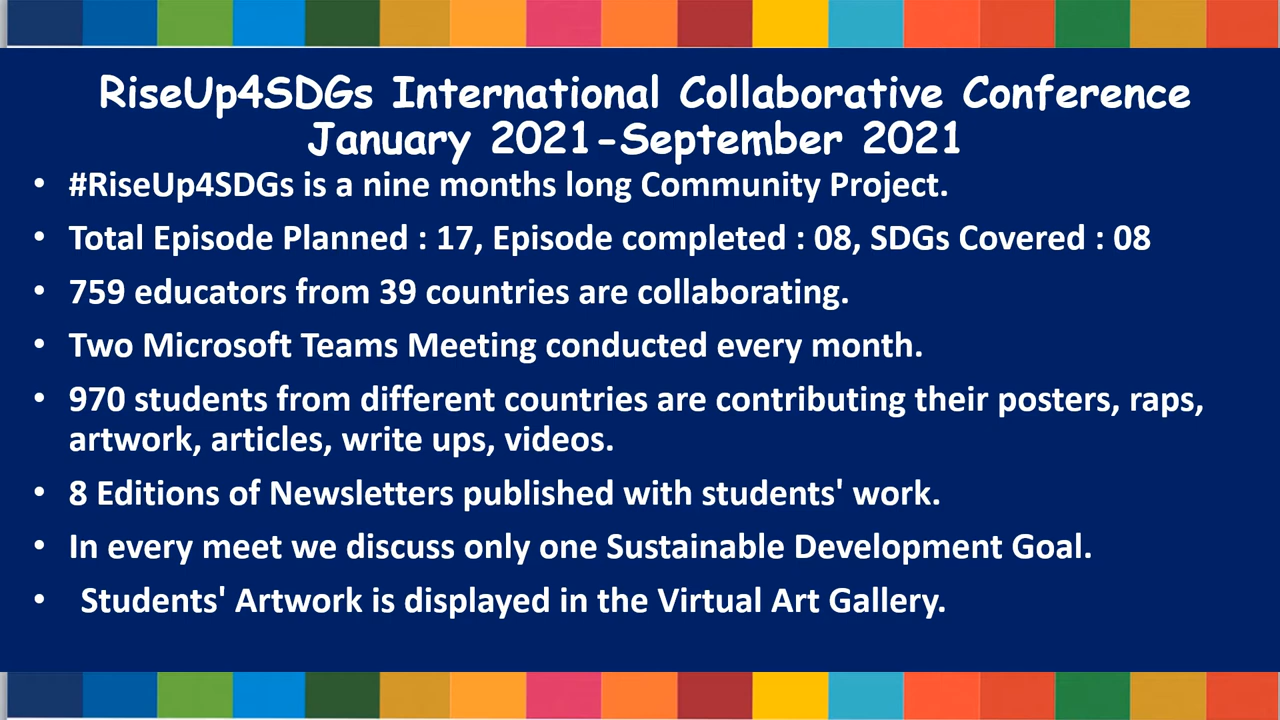 RiseUp4SDGs International Collaborative Conference
January 2021-September 2021
• #RiseUp4SDGs is a nine months long Community Project.
• Total Episode Planned : 17, Episode completed : 08, SDGs Covered : 08
• 759 educators from 39 countries are collaborating.
• Two Microsoft Teams Meeting conducted every month.
• 970 students from different countries are contributing their posters, raps,
artwork, articles, write ups, videos.
• 8 Editions of Newsletters published with students' work.
• In every meet we discuss only one Sustainable Development Goal.
• Students' Artwork is displayed in the Virtual Art Gallery.